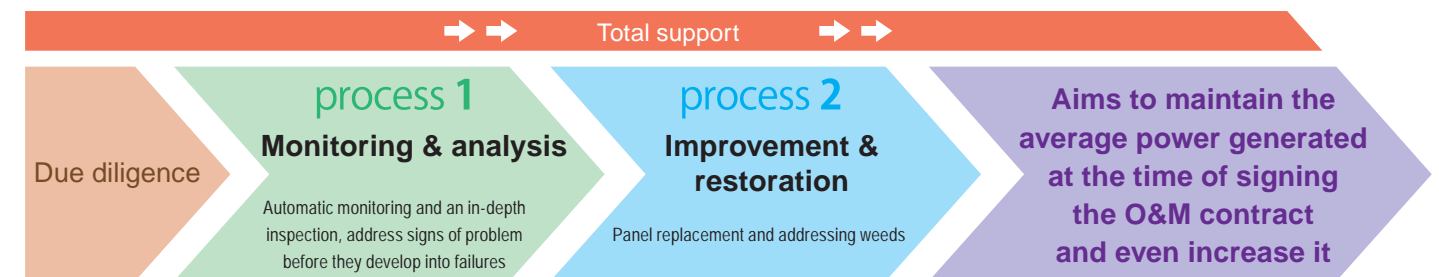 Total support
Due diligence
process 1
Monitoring & analysis
Automatic monitoring and an in-depth
inspection, address signs of problem
before they develop into failures
process 2
Improvement &
restoration
Panel replacement and addressing weeds
Aims to maintain the
average power generated
at the time of signing
the O&M contract
and even increase it